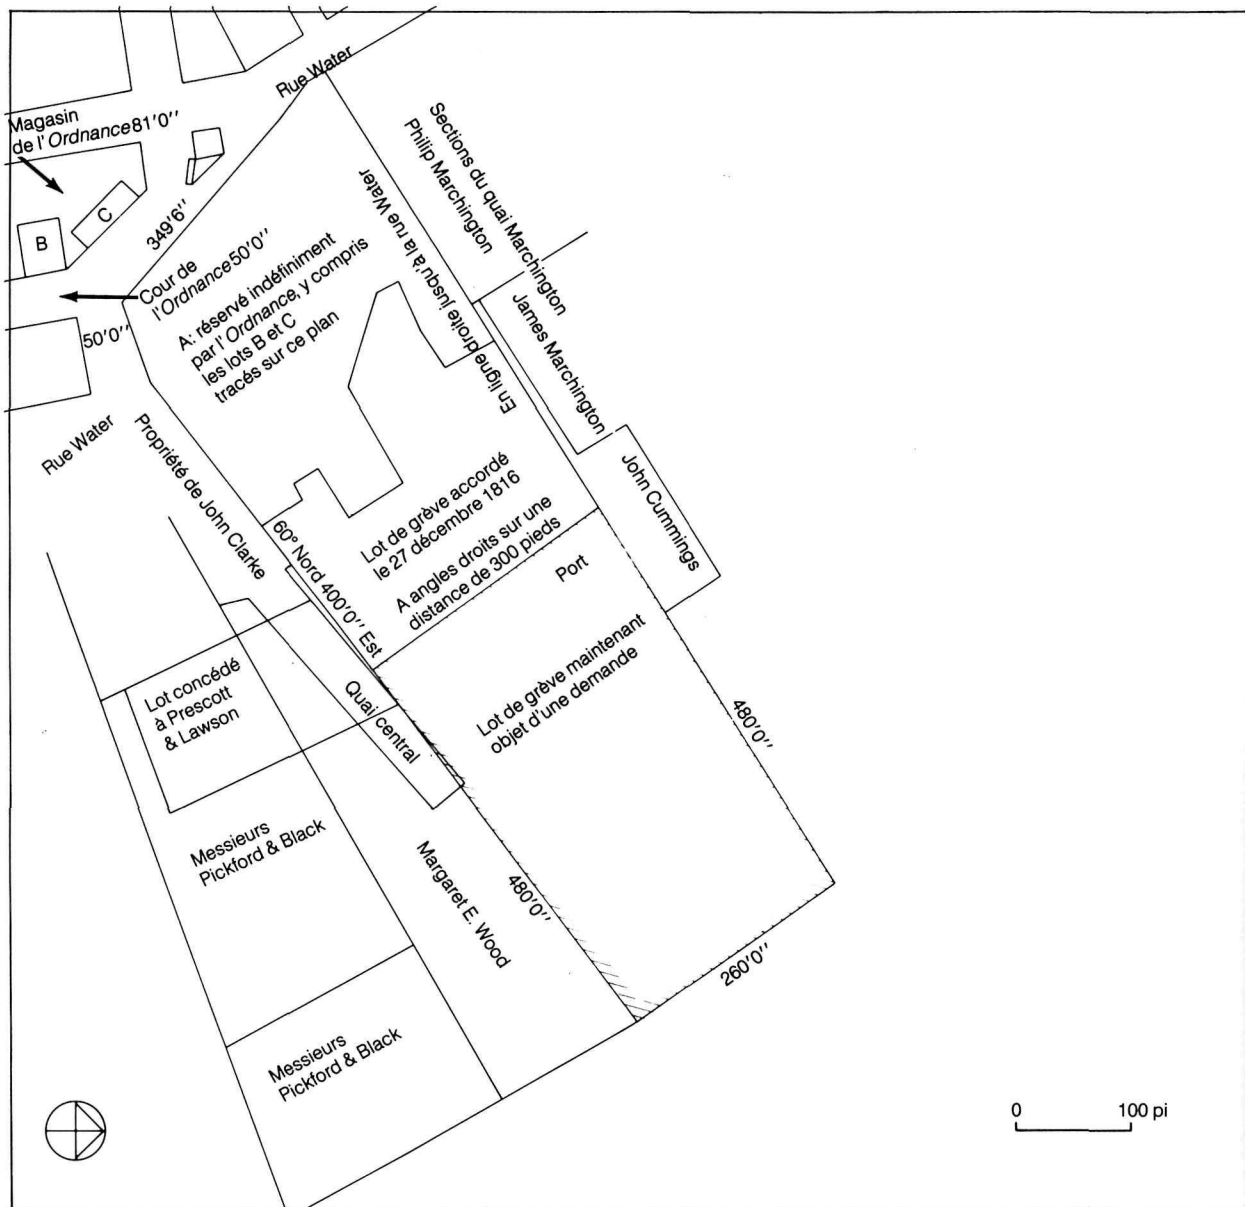 Rue Water
Magasin
de l'Ordnance 81'0''
C
B
349'6''
Cour de
l'Ordnance 50'0''
50'0''
A: réservé indéfiniment
par l'Ordnance, y compris
les lots B et C
tracés sur ce plan
En ligne droite jusqu'à la rue Water
Sections du quai Marchington
Philip Marchington
James Marchington
John Cummings
Rue Water
Propriété de John Clarke
60° Nord 400'0'' Est
Lot de grève accordé
le 27 décembre 1816
A angles droits sur une
distance de 300 pieds
Port
Lot de grève maintenant
objet d'une demande
480'0''
Lot concédé
à Prescott
& Lawson
Quai central
Messieurs
Pickford & Black
Margaret E. Wood
480'0''
260'0''
Messieurs
Pickford & Black
0 100 pi